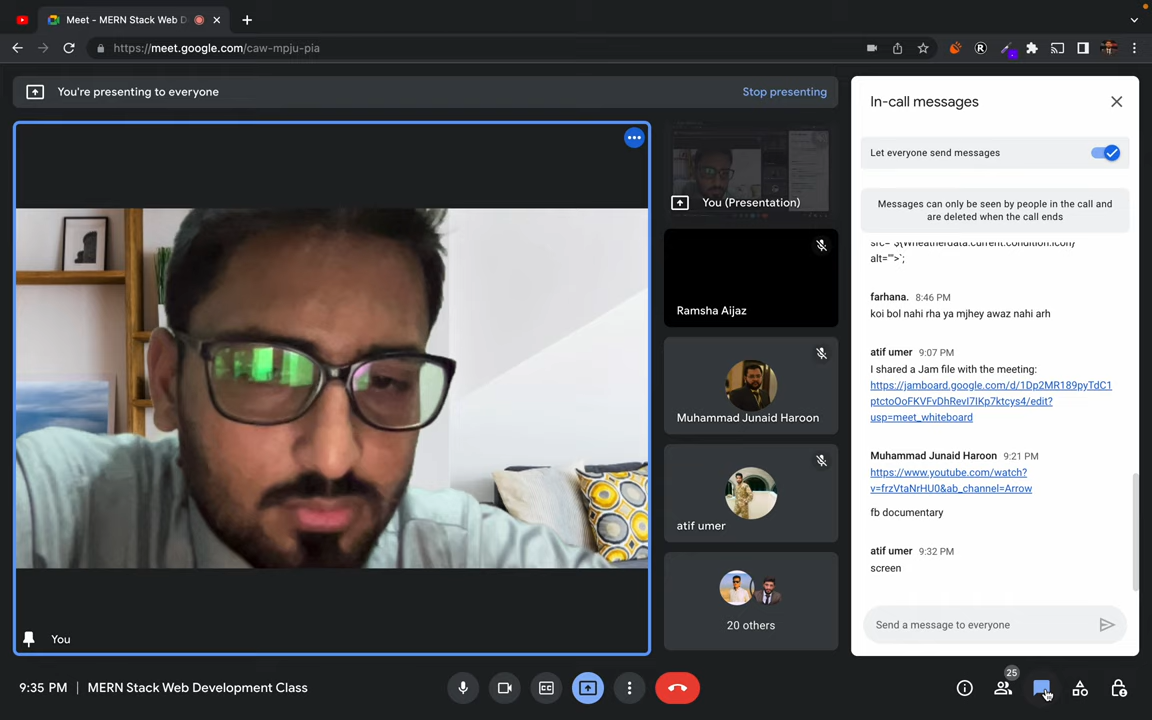 Meet - MERN Stack Web D
https://meet.google.com/caw-mpju-pia
You're presenting to everyone
Stop presenting
You
You (Presentation)
Ramsha Aijaz
Muhammad Junaid Haroon
atif umer
20 others
In-call messages
Let everyone send messages
Messages can only be seen by people in the call and
are deleted when the call ends
src="${Wheatherdata.current.condition.icon}
alt="">`;
farhana. 8:46 PM
koi bol nahi rha ya mjhey awaz nahi arh
atif umer 9:07 PM
I shared a Jam file with the meeting:
https://jamboard.google.com/d/1Dp2MR189pyTdC1
ptctoOoFKVFvDhRevI7IKp7ktcys4/edit?
usp=meet_whiteboard
Muhammad Junaid Haroon 9:21 PM
https://www.youtube.com/watch?
v=frzVtaNrHU0&ab_channel=Arrow
fb documentary
atif umer 9:32 PM
screen
Send a message to everyone
9:35 PM | MERN Stack Web Development Class
25